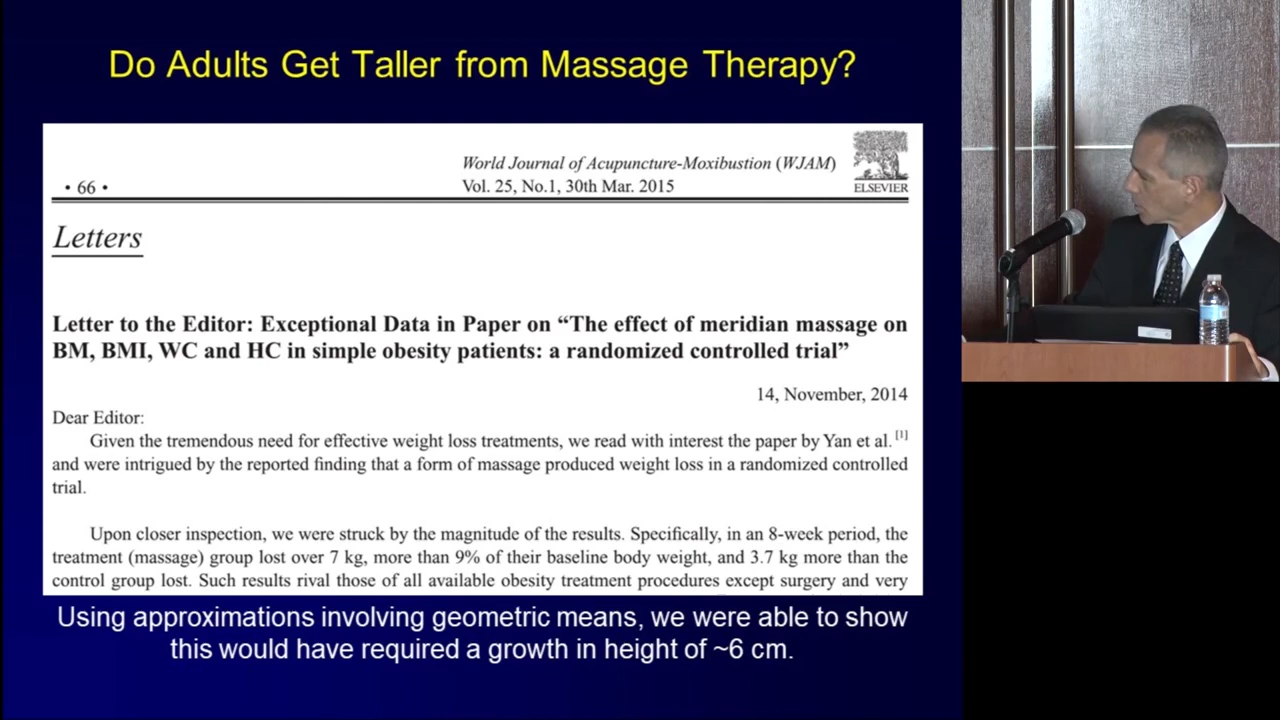 Do Adults Get Taller from Massage Therapy?
World Journal of Acupuncture-Moxibustion (WJAM)
• 66 •
Vol. 25, No.1, 30th Mar. 2015
ELSEVIER
Letters
Letter to the Editor: Exceptional Data in Paper on “The effect of meridian massage on
BM, BMI, WC and HC in simple obesity patients: a randomized controlled trial”
14, November, 2014
Dear Editor:
Given the tremendous need for effective weight loss treatments, we read with interest the paper by Yan et al. [1]
and were intrigued by the reported finding that a form of massage produced weight loss in a randomized controlled
trial.
Upon closer inspection, we were struck by the magnitude of the results. Specifically, in an 8-week period, the
treatment (massage) group lost over 7 kg, more than 9% of their baseline body weight, and 3.7 kg more than the
control group lost. Such results rival those of all available obesity treatment procedures except surgery and very
Using approximations involving geometric means, we were able to show
this would have required a growth in height of ~6 cm.